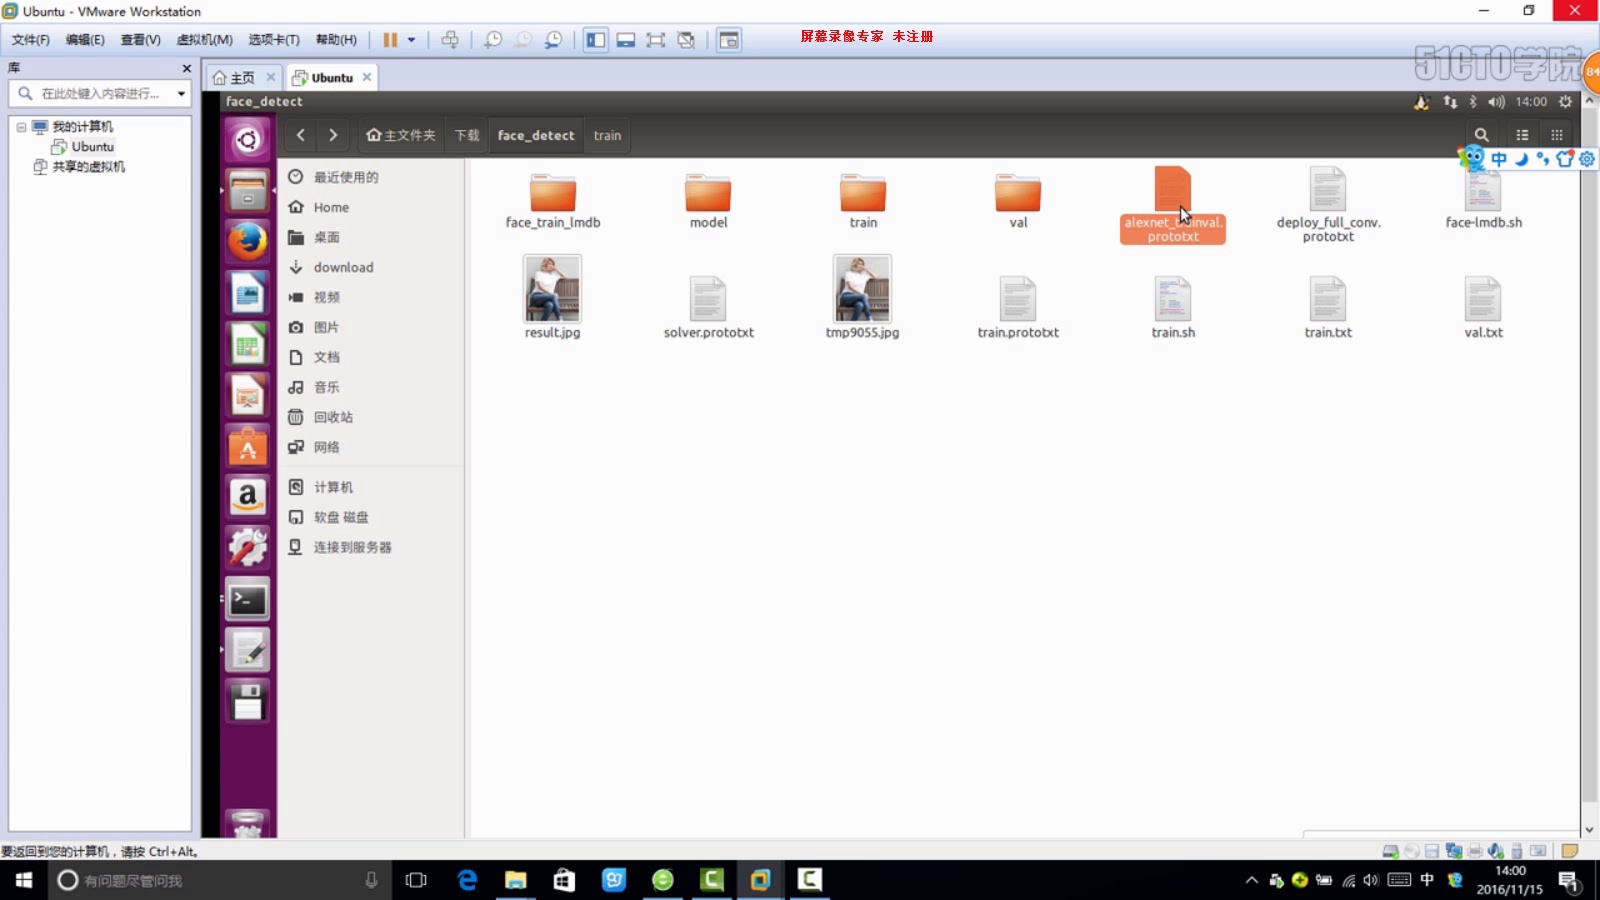 Ubuntu - VMware Workstation
文件(F) 编辑(E) 查看(V) 虚拟机(M) 选项卡(T) 帮助(H)
屏幕录像专家 未注册
51CTO学院
84
库
主页
Ubuntu
在此处键入内容进行...
我的计算机
Ubuntu
共享的虚拟机
face_detect
14:00
主文件夹 下载 face_detect train
中
最近使用的
Home
桌面
download
视频
图片
文档
音乐
回收站
网络
计算机
软盘 磁盘
连接到服务器
face_train_lmdb
model
train
val
alexnet_trainval.
prototxt
deploy_full_conv.
prototxt
face-lmdb.sh
result.jpg
solver.prototxt
tmp9055.jpg
train.prototxt
train.sh
train.txt
val.txt
要返回到您的计算机，请按 Ctrl+Alt。
有问题尽管问我
中
14:00
2016/11/15
1